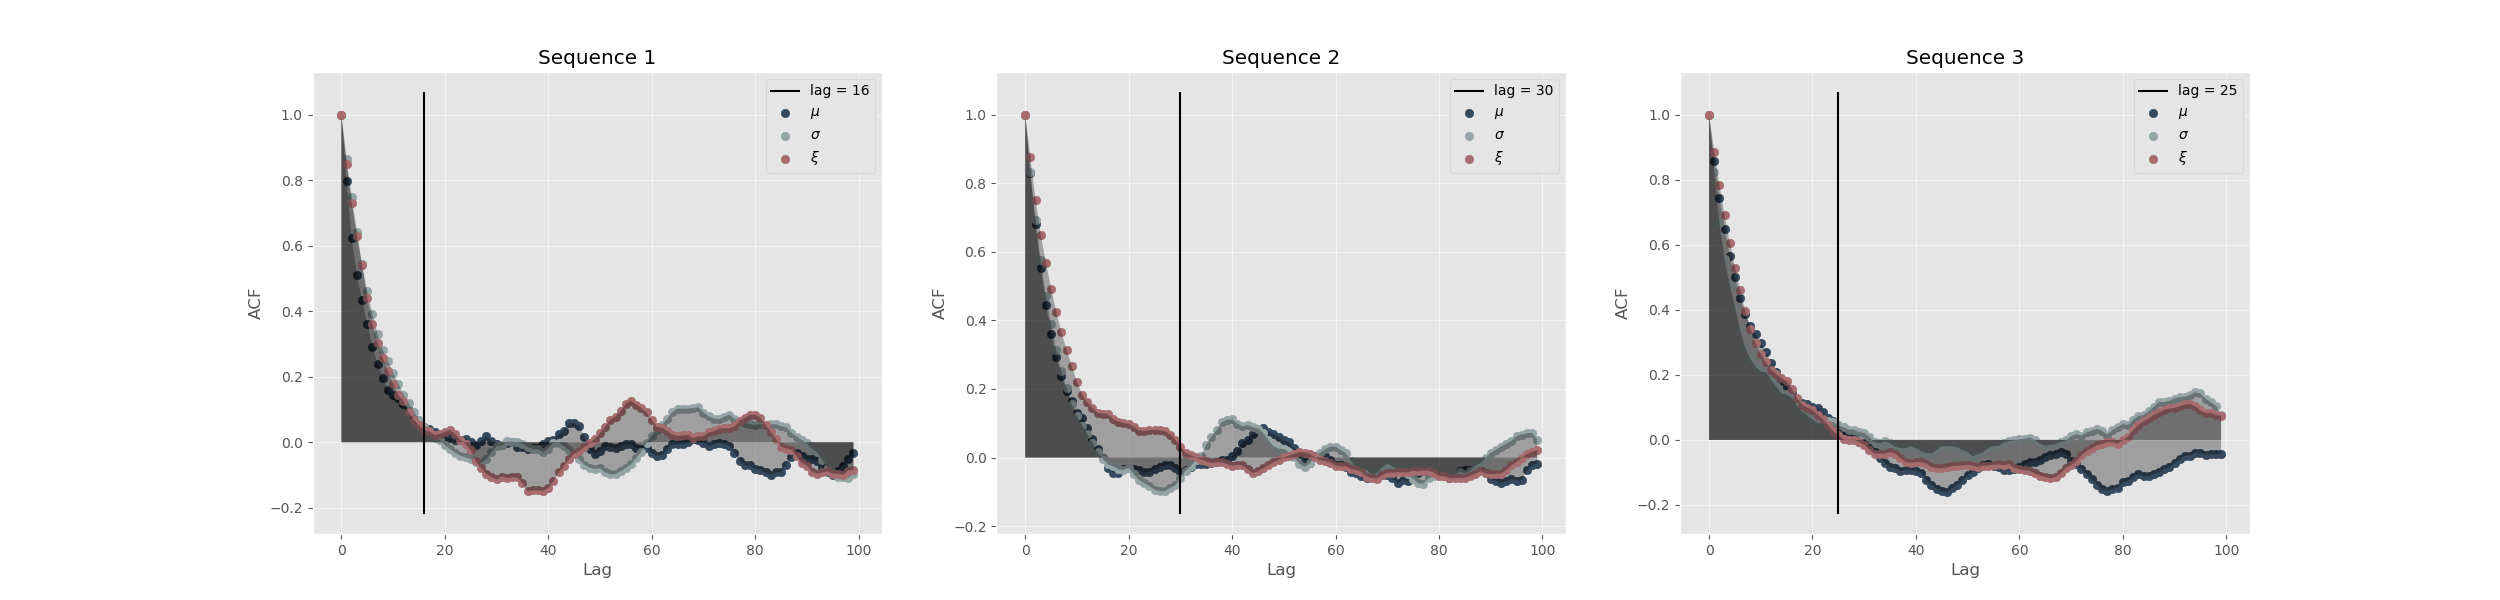 Sequence 1
Sequence 2
Sequence 3
lag = 16
μ
σ
ξ
lag = 30
μ
σ
ξ
lag = 25
μ
σ
ξ
ACF
1.0
0.8
0.6
0.4
0.2
0.0
−0.2
0 20 40 60 80 100
Lag
ACF
1.0
0.8
0.6
0.4
0.2
0.0
−0.2
0 20 40 60 80 100
Lag
ACF
1.0
0.8
0.6
0.4
0.2
0.0
−0.2
0 20 40 60 80 100
Lag